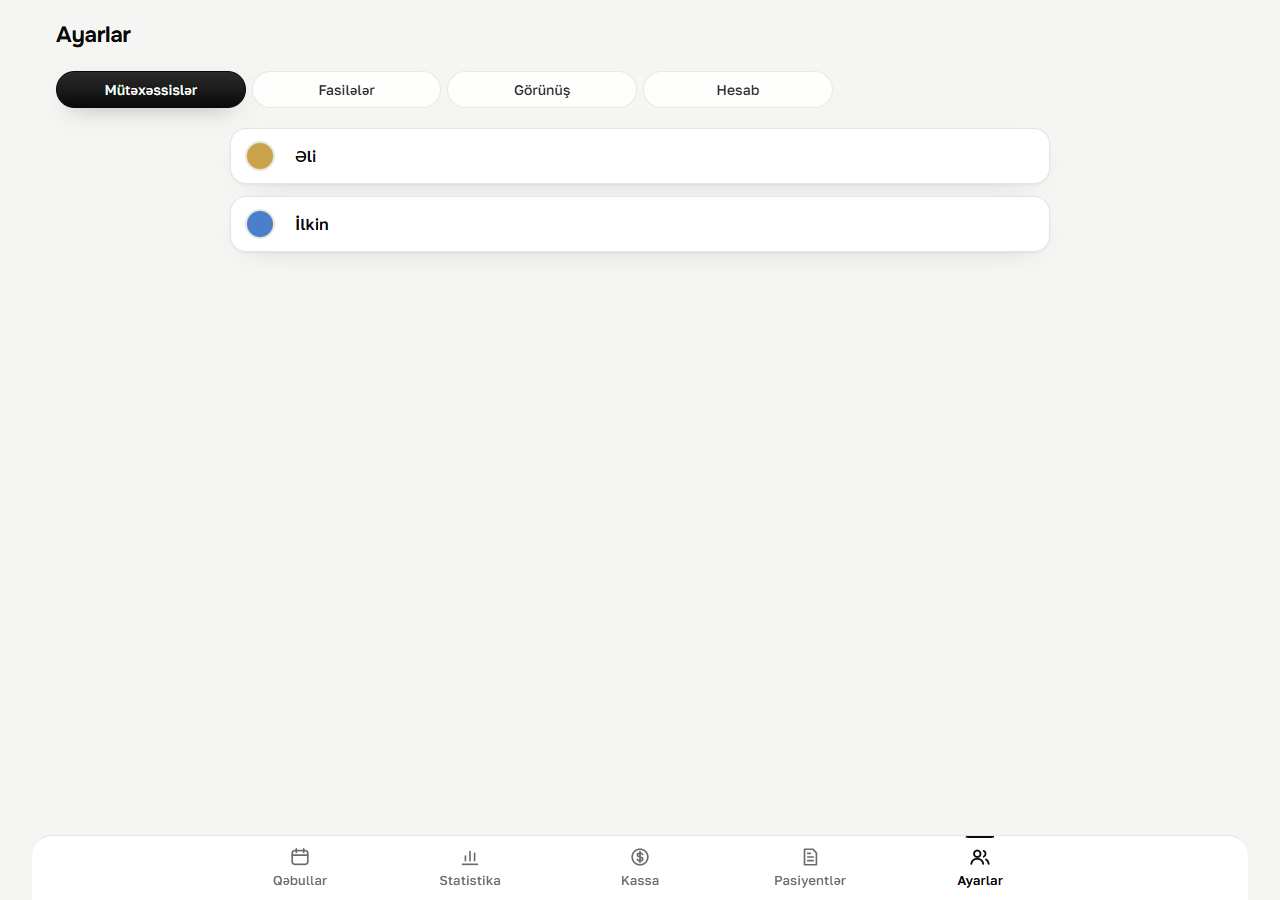 Ayarlar
Mütəxəssislər
Fasilələr
Görünüş
Hesab
Əli
İlkin
Qəbullar
Statistika
Kassa
Pasiyentlər
Ayarlar